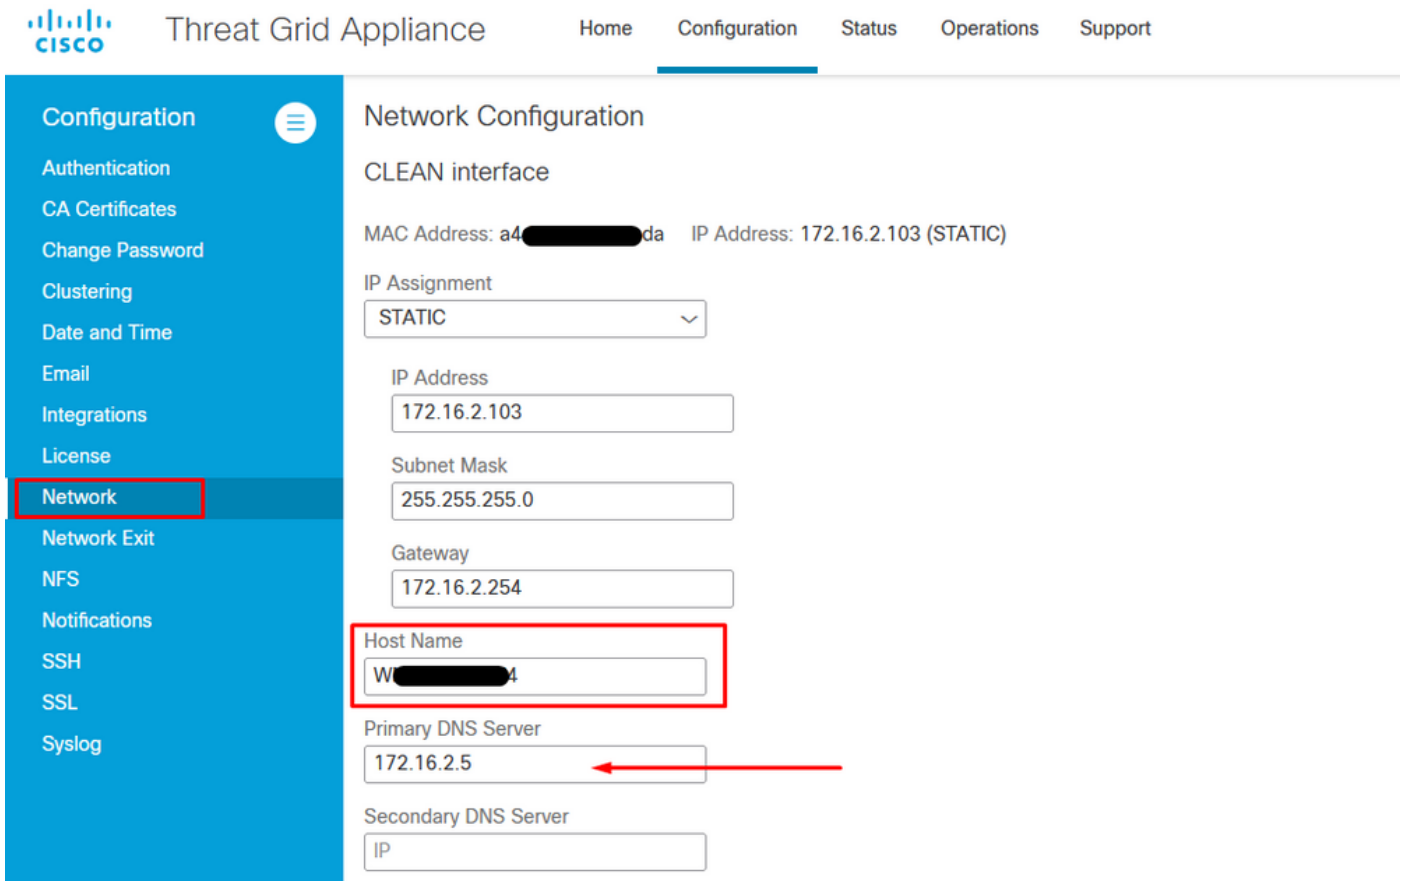 CISCO
Threat Grid Appliance
Home Configuration Status Operations Support
Configuration
Authentication
CA Certificates
Change Password
Clustering
Date and Time
Email
Integrations
License
Network
Network Exit
NFS
Notifications
SSH
SSL
Syslog
Network Configuration
CLEAN interface
MAC Address: a4 da IP Address: 172.16.2.103 (STATIC)
IP Assignment
STATIC
IP Address
172.16.2.103
Subnet Mask
255.255.255.0
Gateway
172.16.2.254
Host Name
W 4
Primary DNS Server
172.16.2.5
Secondary DNS Server
IP